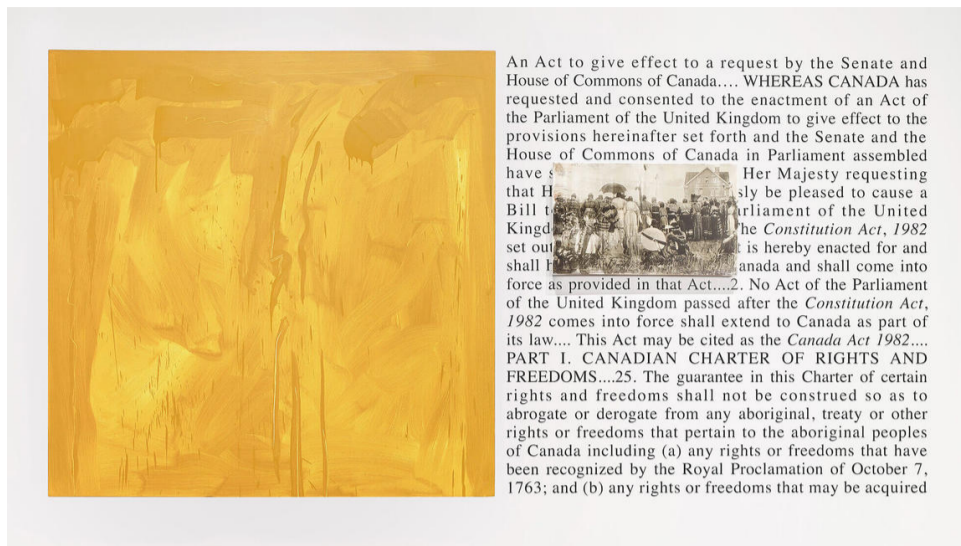 An Act to give effect to a request by the Senate and
House of Commons of Canada.... WHEREAS CANADA has
requested and consented to the enactment of an Act of
the Parliament of the United Kingdom to give effect to the
provisions hereinafter set forth and the Senate and the
House of Commons of Canada in Parliament assembled
have Her Majesty requesting
that be pleased to cause a
Bill of the United
Constitution Act, 1982
set out is hereby enacted for and
shall and shall come into
force as provided in that Act....2. No Act of the Parliament
of the United Kingdom passed after the Constitution Act,
1982 comes into force shall extend to Canada as part of
its law.... This Act may be cited as the Canada Act 1982....
PART I. CANADIAN CHARTER OF RIGHTS AND
FREEDOMS....25. The guarantee in this Charter of certain
rights and freedoms shall not be construed so as to
abrogate or derogate from any aboriginal, treaty or other
rights or freedoms that pertain to the aboriginal peoples
of Canada including (a) any rights or freedoms that have
been recognized by the Royal Proclamation of October 7,
1763; and (b) any rights or freedoms that may be acquired